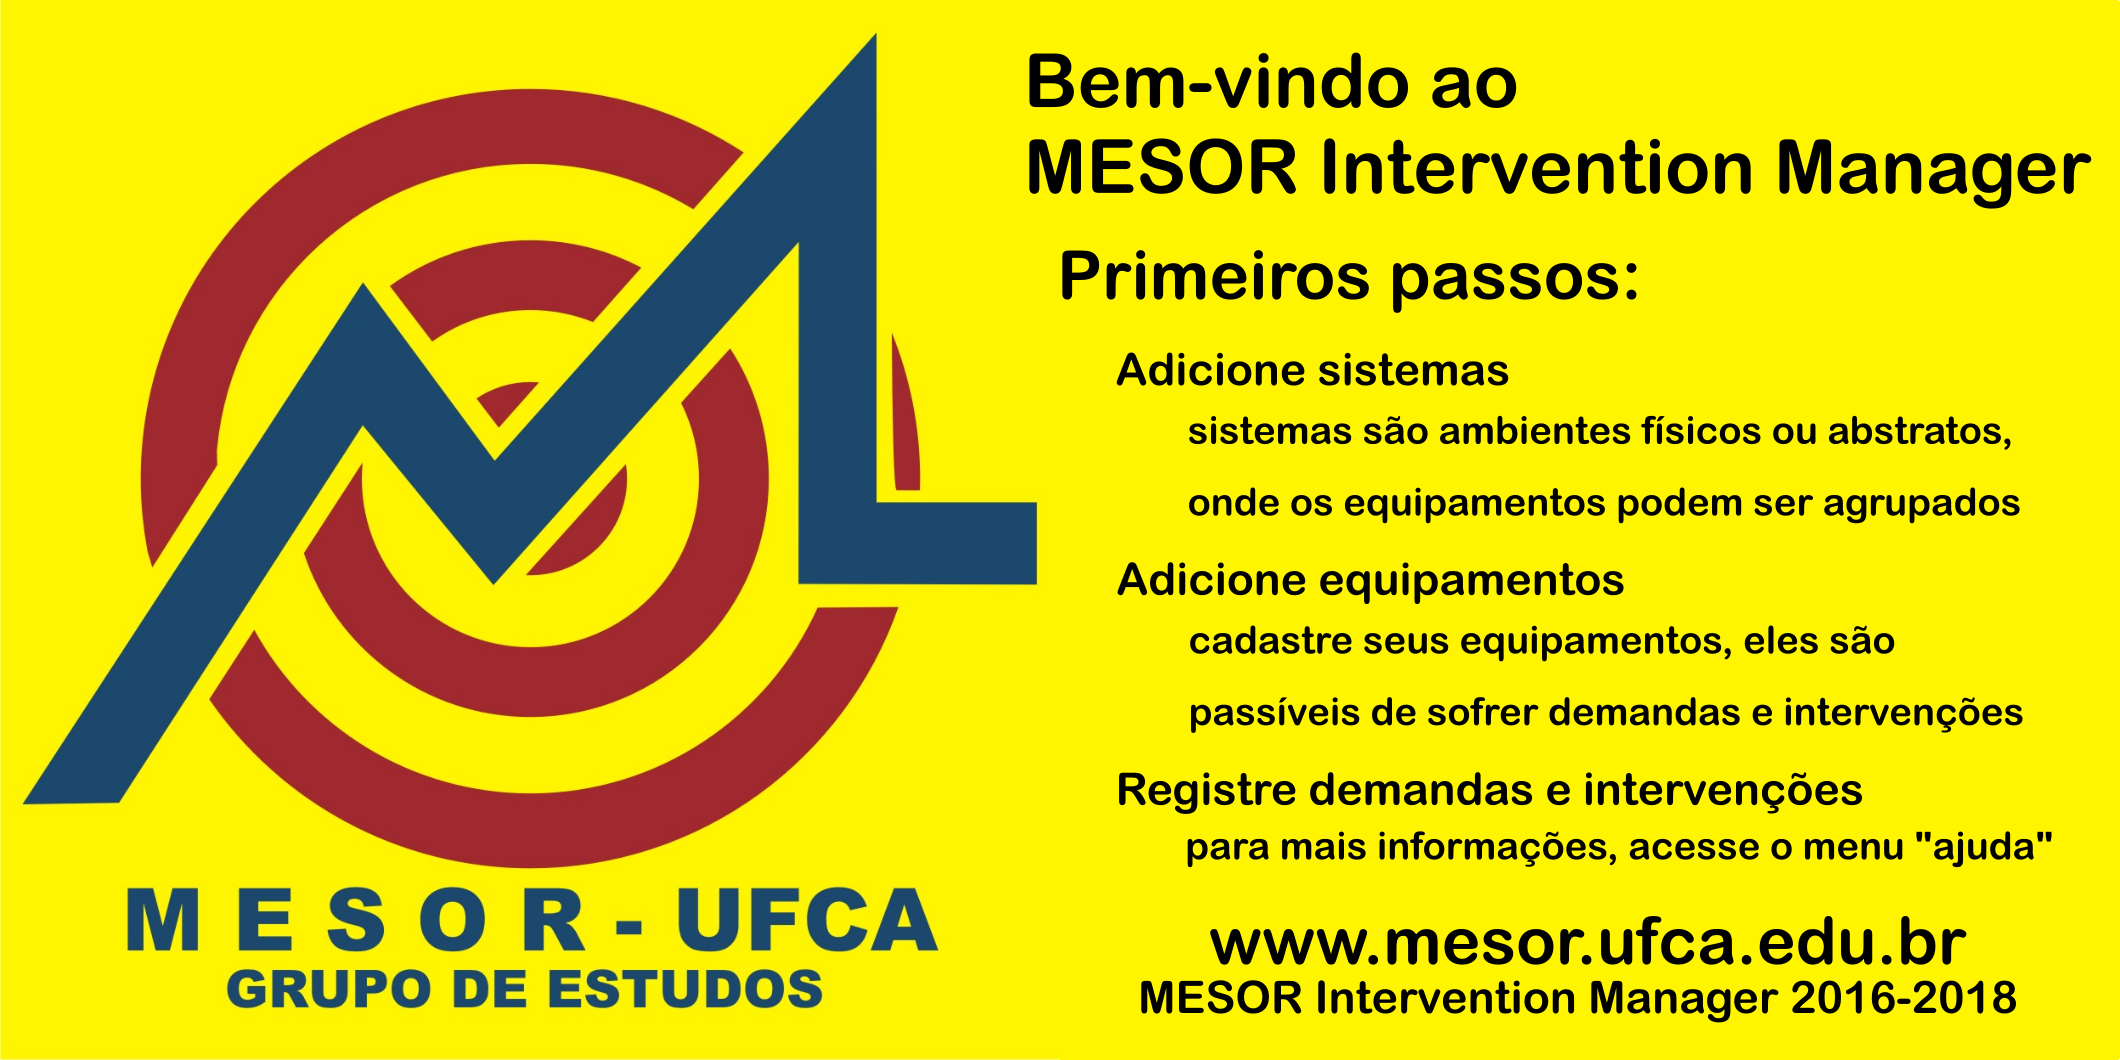 Bem-vindo ao
MESOR Intervention Manager
Primeiros passos:
Adicione sistemas
sistemas são ambientes físicos ou abstratos,
onde os equipamentos podem ser agrupados
Adicione equipamentos
cadastre seus equipamentos, eles são
passíveis de sofrer demandas e intervenções
Registre demandas e intervenções
para mais informações, acesse o menu "ajuda"
www.mesor.ufca.edu.br
MESOR Intervention Manager 2016-2018
M E S O R - UFCA
GRUPO DE ESTUDOS